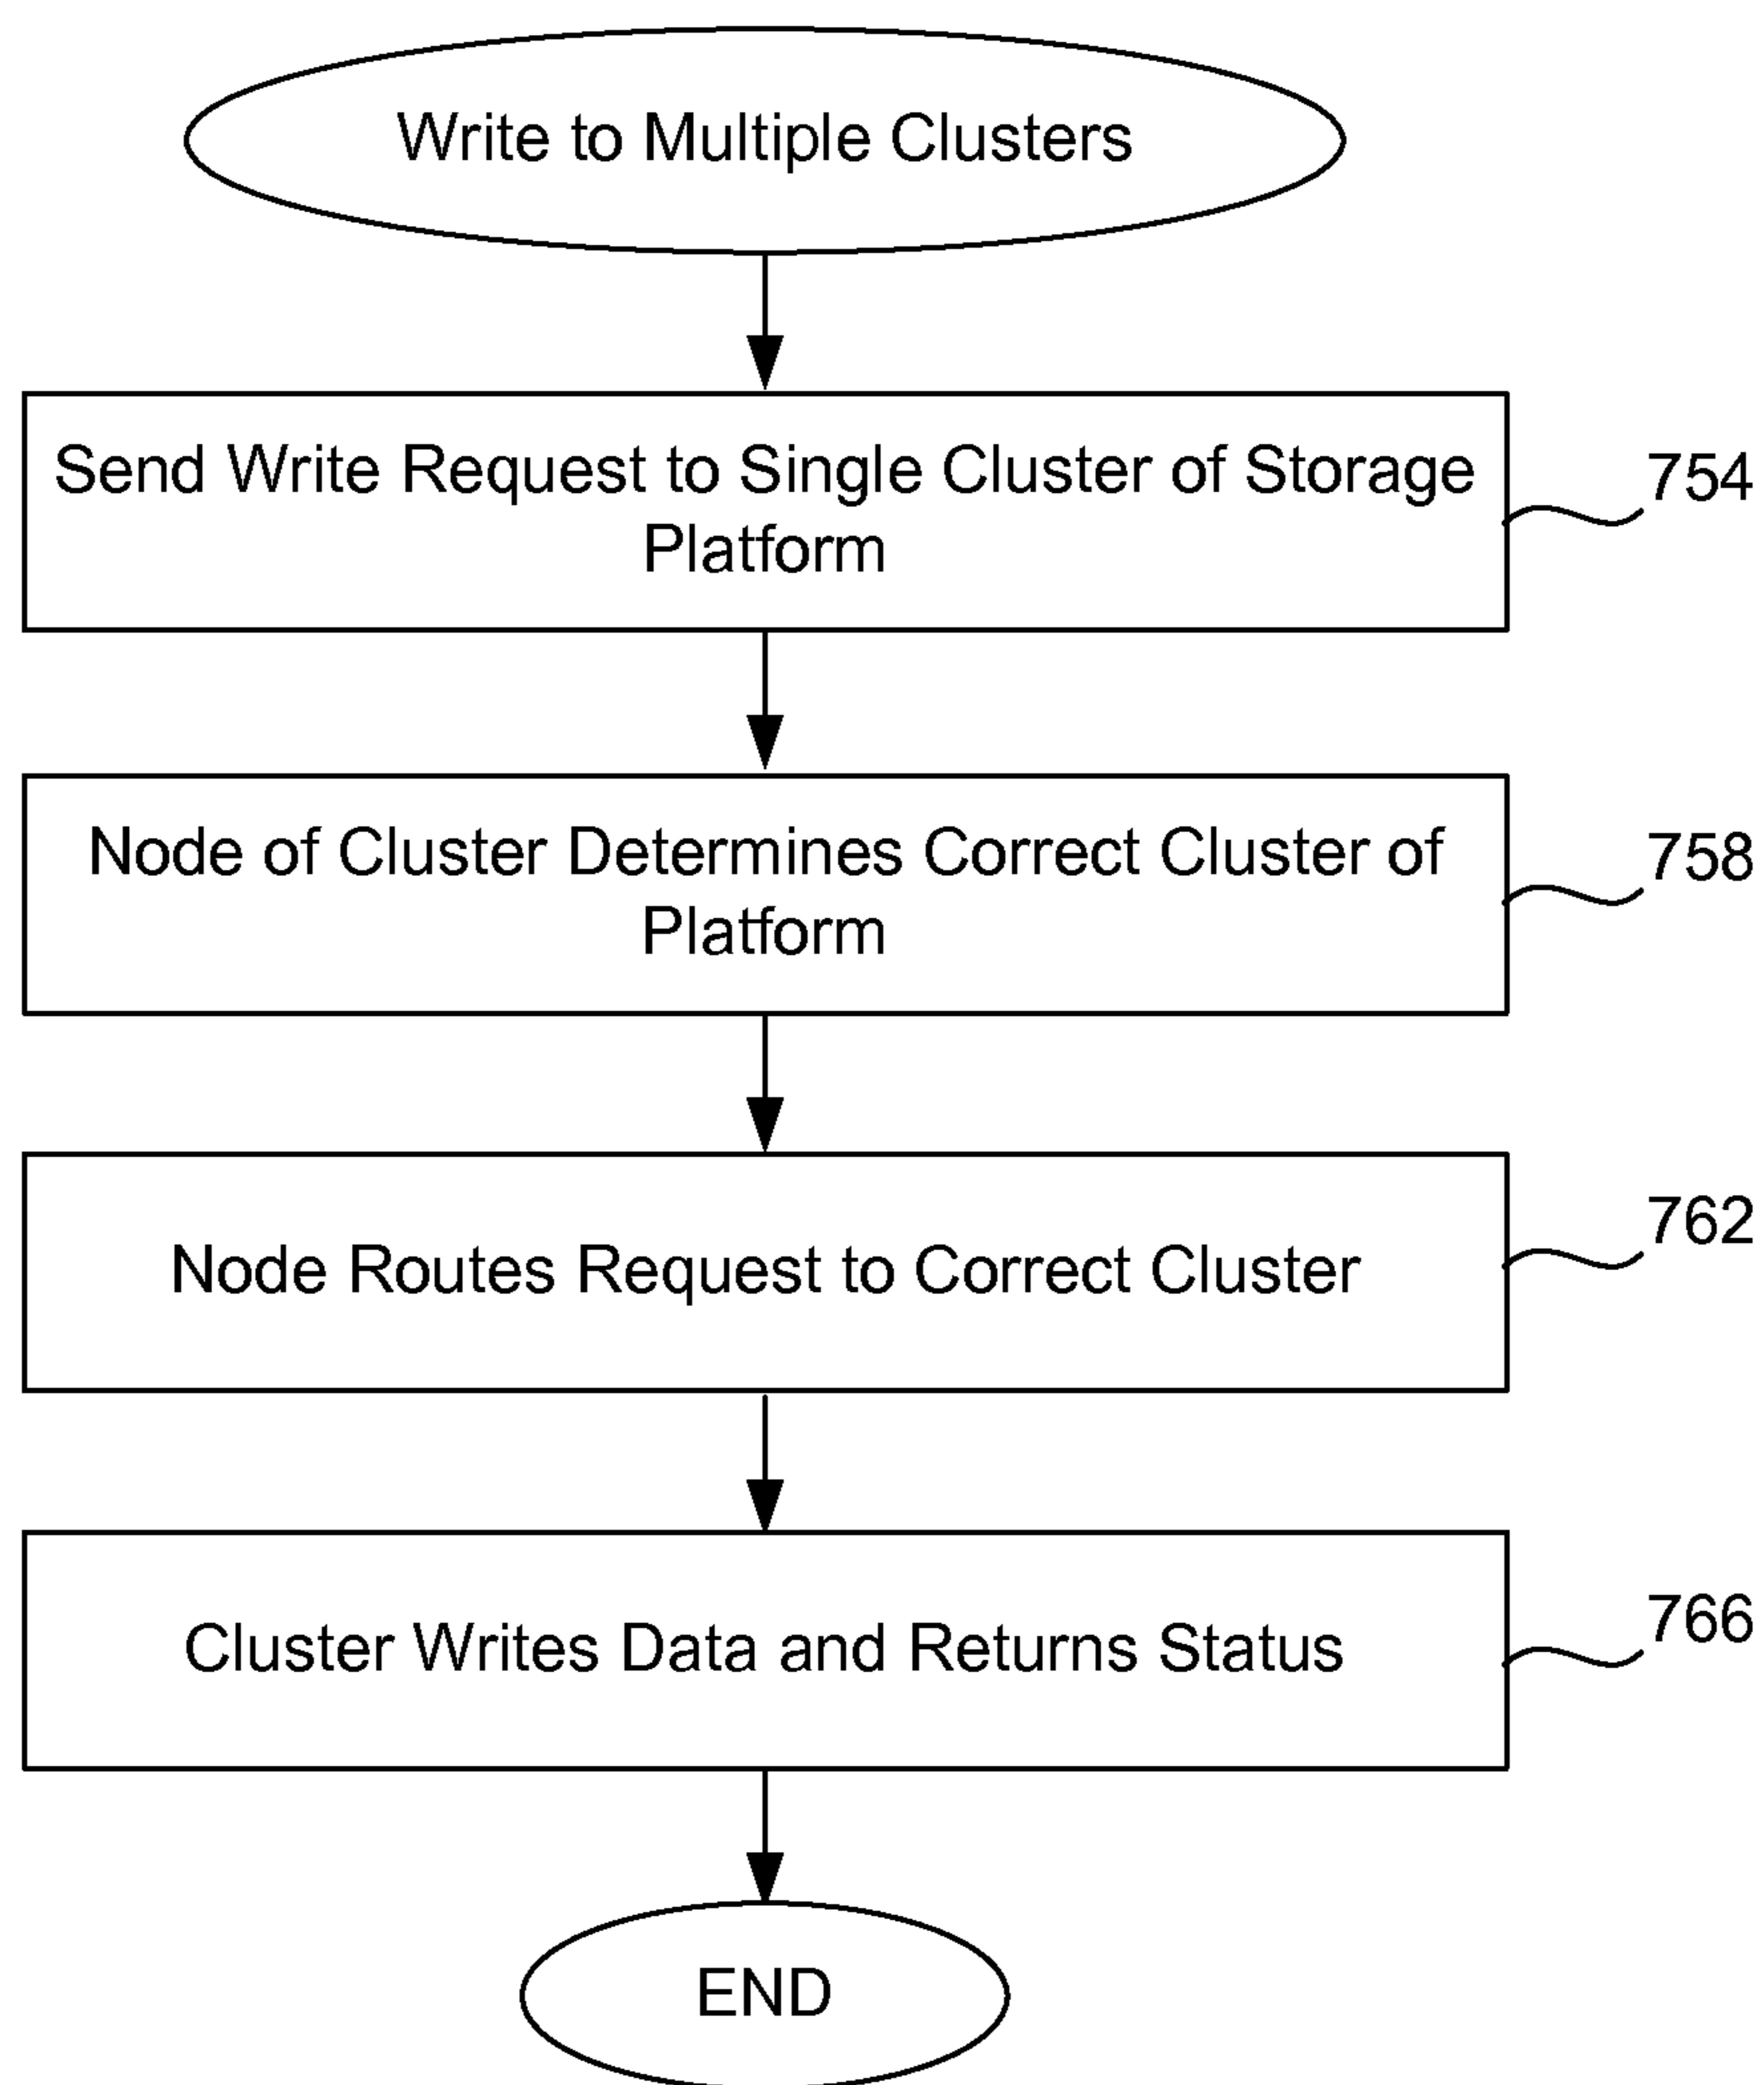 Write to Multiple Clusters
Send Write Request to Single Cluster of Storage
Platform
754
Node of Cluster Determines Correct Cluster of
Platform
758
Node Routes Request to Correct Cluster
762
Cluster Writes Data and Returns Status
766
END